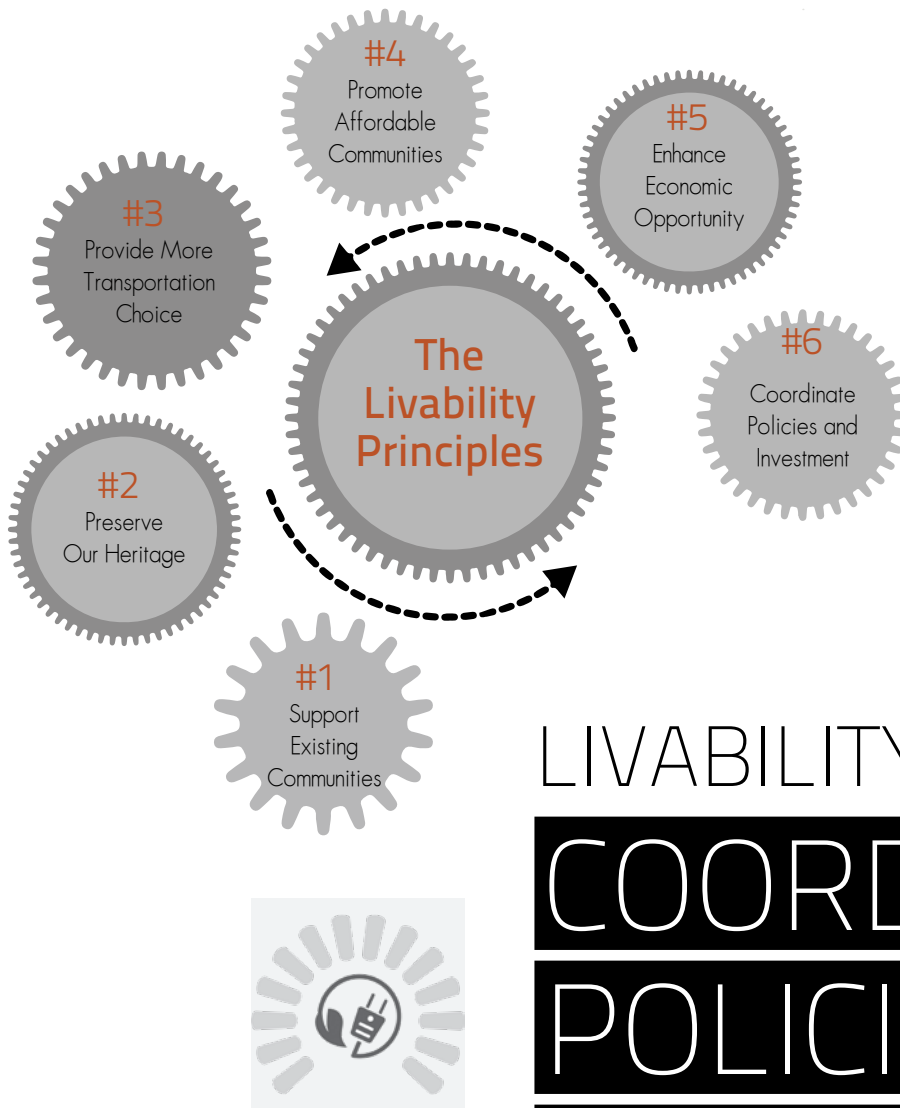 #4
Promote
Affordable
Communities
#5
Enhance
Economic
Opportunity
#3
Provide More
Transportation
Choice
#6
Coordinate
Policies and
Investment
The
Livability
Principles
#2
Preserve
Our Heritage
#1
Support
Existing
Communities
LIVABILITY
COORD
POLICI